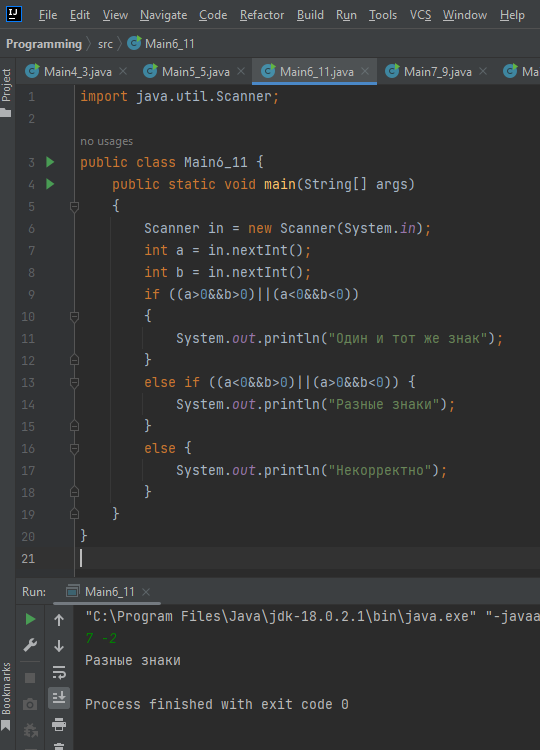 File Edit View Navigate Code Refactor Build Run Tools VCS Window Help
Programming src Main6_11
Main4_3.java Main5_5.java Main6_11.java Main7_9.java Ma
Project
1 import java.util.Scanner;
2
no usages
3 public class Main6_11 {
4 public static void main(String[] args)
5 {
6 Scanner in = new Scanner(System.in);
7 int a = in.nextInt();
8 int b = in.nextInt();
9 if ((a>0&&b>0)||(a<0&&b<0))
10 {
11 System.out.println("Один и тот же знак");
12 }
13 else if ((a<0&&b>0)||(a>0&&b<0)) {
14 System.out.println("Разные знаки");
15 }
16 else {
17 System.out.println("Некорректно");
18 }
19 }
20 }
21
Run: Main6_11
"C:\Program Files\Java\jdk-18.0.2.1\bin\java.exe" "-javaa
7 -2
Разные знаки
Process finished with exit code 0
Bookmarks